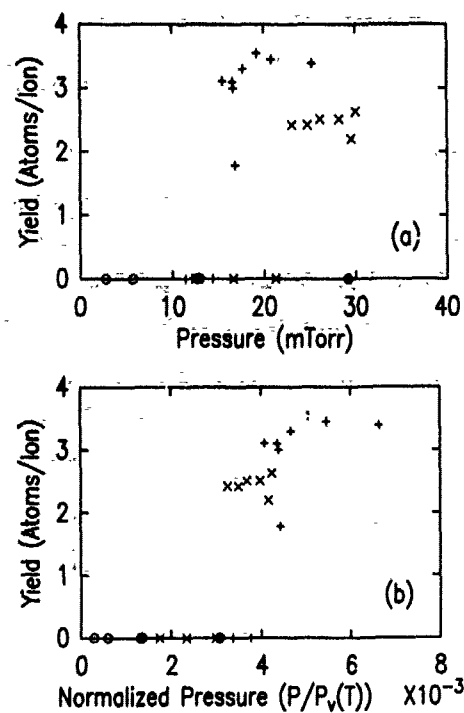 4
3
2
1
0
Yield (Atoms/Ion)
(a)
0 10 20 30 40
Pressure (mTorr)
4
3
2
1
0
Yield (Atoms/Ion)
(b)
0 2 4 6 8
Normalized Pressure (P/Pv(T)) X10⁻³